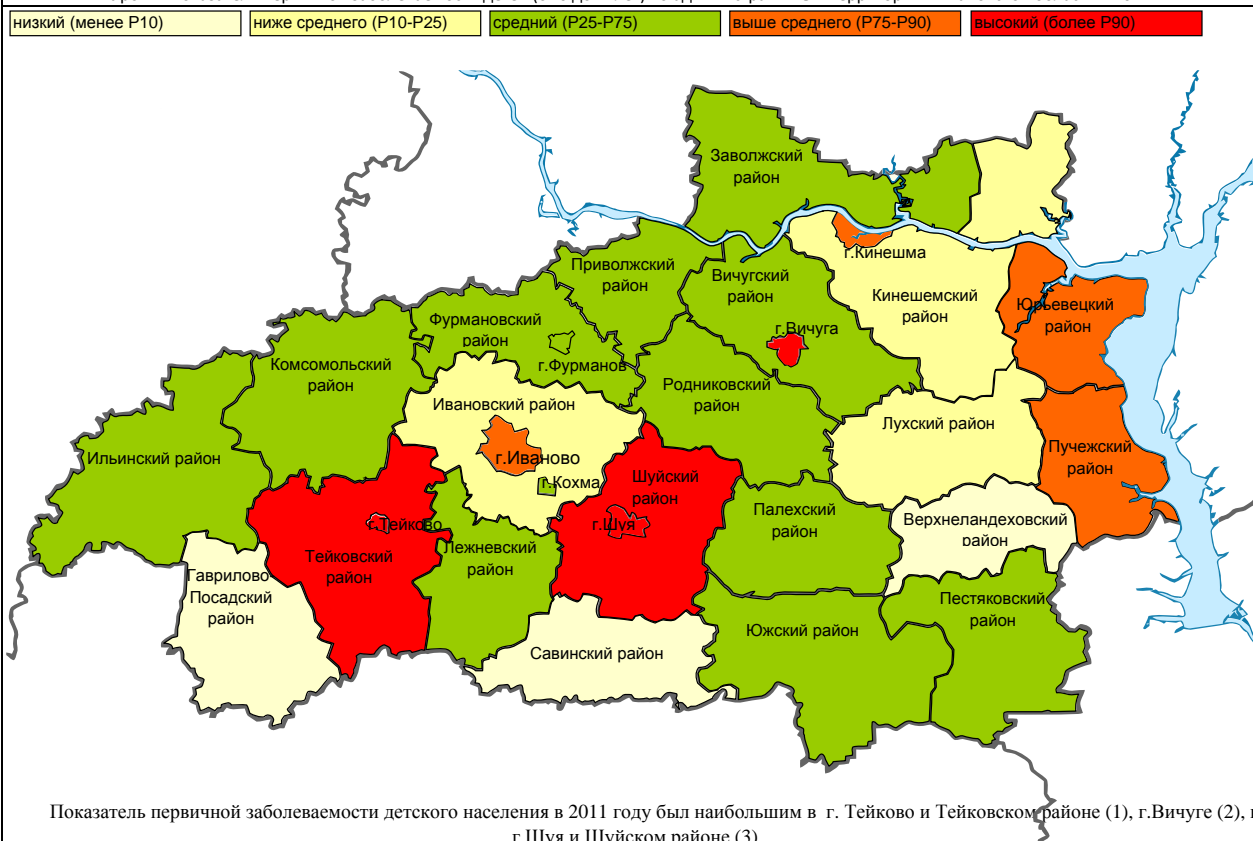 низкий (менее Р10) ниже среднего (Р10-Р25) средний (Р25-Р75) выше среднего (Р75-Р90) высокий (более Р90)
Заволжский
район
г.Кинешма
Приволжский
район
Вичугский
район
Кинешемский
район
Юрьевецкий
район
Фурмановский
район
г.Вичуга
г.Фурманов
Комсомольский
район
Родниковский
район
Ивановский район
Лухский район
Ильинский район
г.Иваново
Пучежский
район
г.Кохма
Шуйский
район
Палехский
район
Верхнеландеховский
район
г.Тейково
г.Шуя
Тейковский
район
Лежневский
район
Гаврилово-
Посадский
район
Пестяковский
район
Южский район
Савинский район
Показатель первичной заболеваемости детского населения в 2011 году был наибольшим в г. Тейково и Тейковском районе (1), г.Вичуге (2),
г.Шуя и Шуйском районе (3)